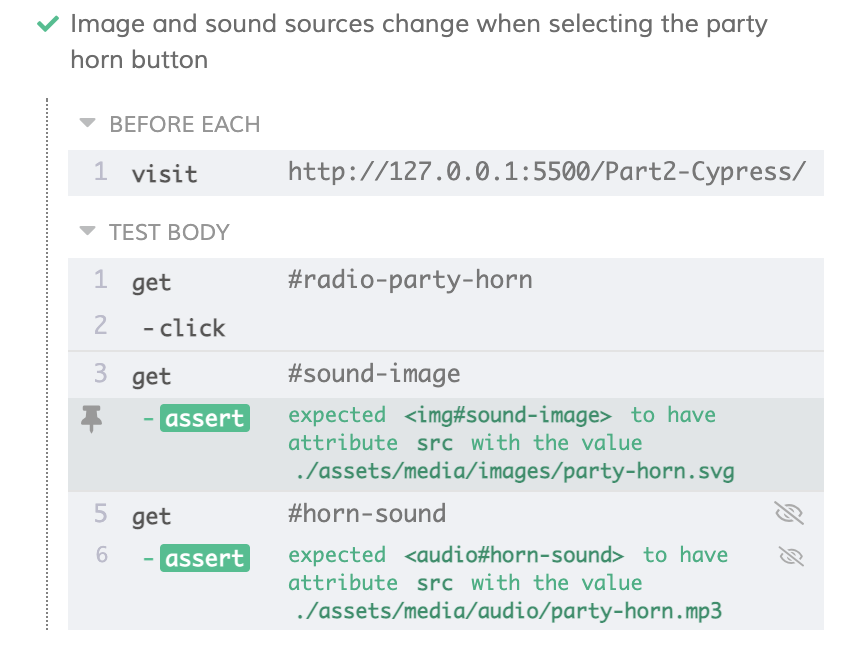 Image and sound sources change when selecting the party
horn button
BEFORE EACH
1 visit http://127.0.0.1:5500/Part2-Cypress/
TEST BODY
1 get #radio-party-horn
2 -click
3 get #sound-image
-assert expected <img#sound-image> to have
attribute src with the value
./assets/media/images/party-horn.svg
5 get #horn-sound
6 -assert expected <audio#horn-sound> to have
attribute src with the value
./assets/media/audio/party-horn.mp3